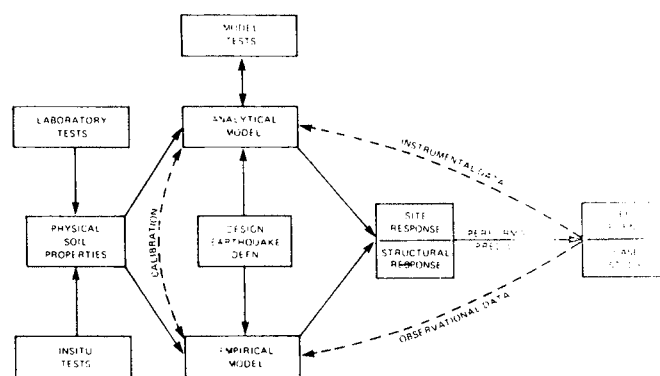 MODEL
TESTS
LABORATORY
TESTS
ANALYTICAL
MODEL
INSTRUMENTAL DATA
CALIBRATION
PHYSICAL
SOIL
PROPERTIES
DESIGN
EARTHQUAKE
DEFN
SITE
RESPONSE
STRUCTURAL
RESPONSE
OBSERVATIONAL DATA
INSITU
TESTS
EMPIRICAL
MODEL